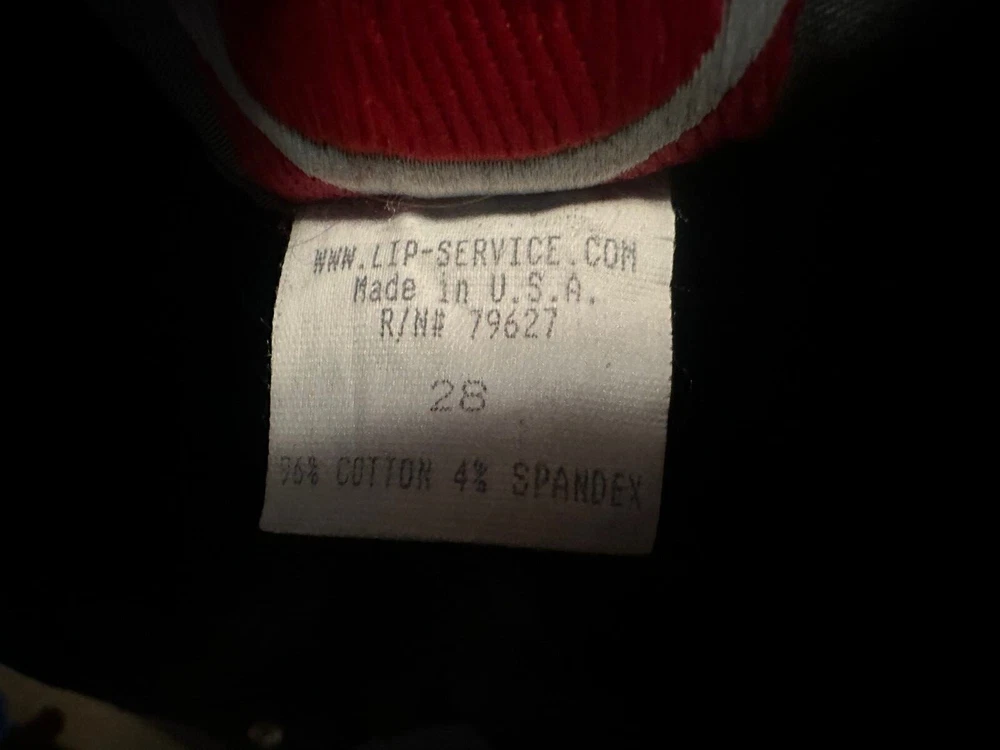 WWW.LIP-SERVICE.COM
Made in U.S.A.
R/N# 79627
28
96% COTTON 4% SPANDEX